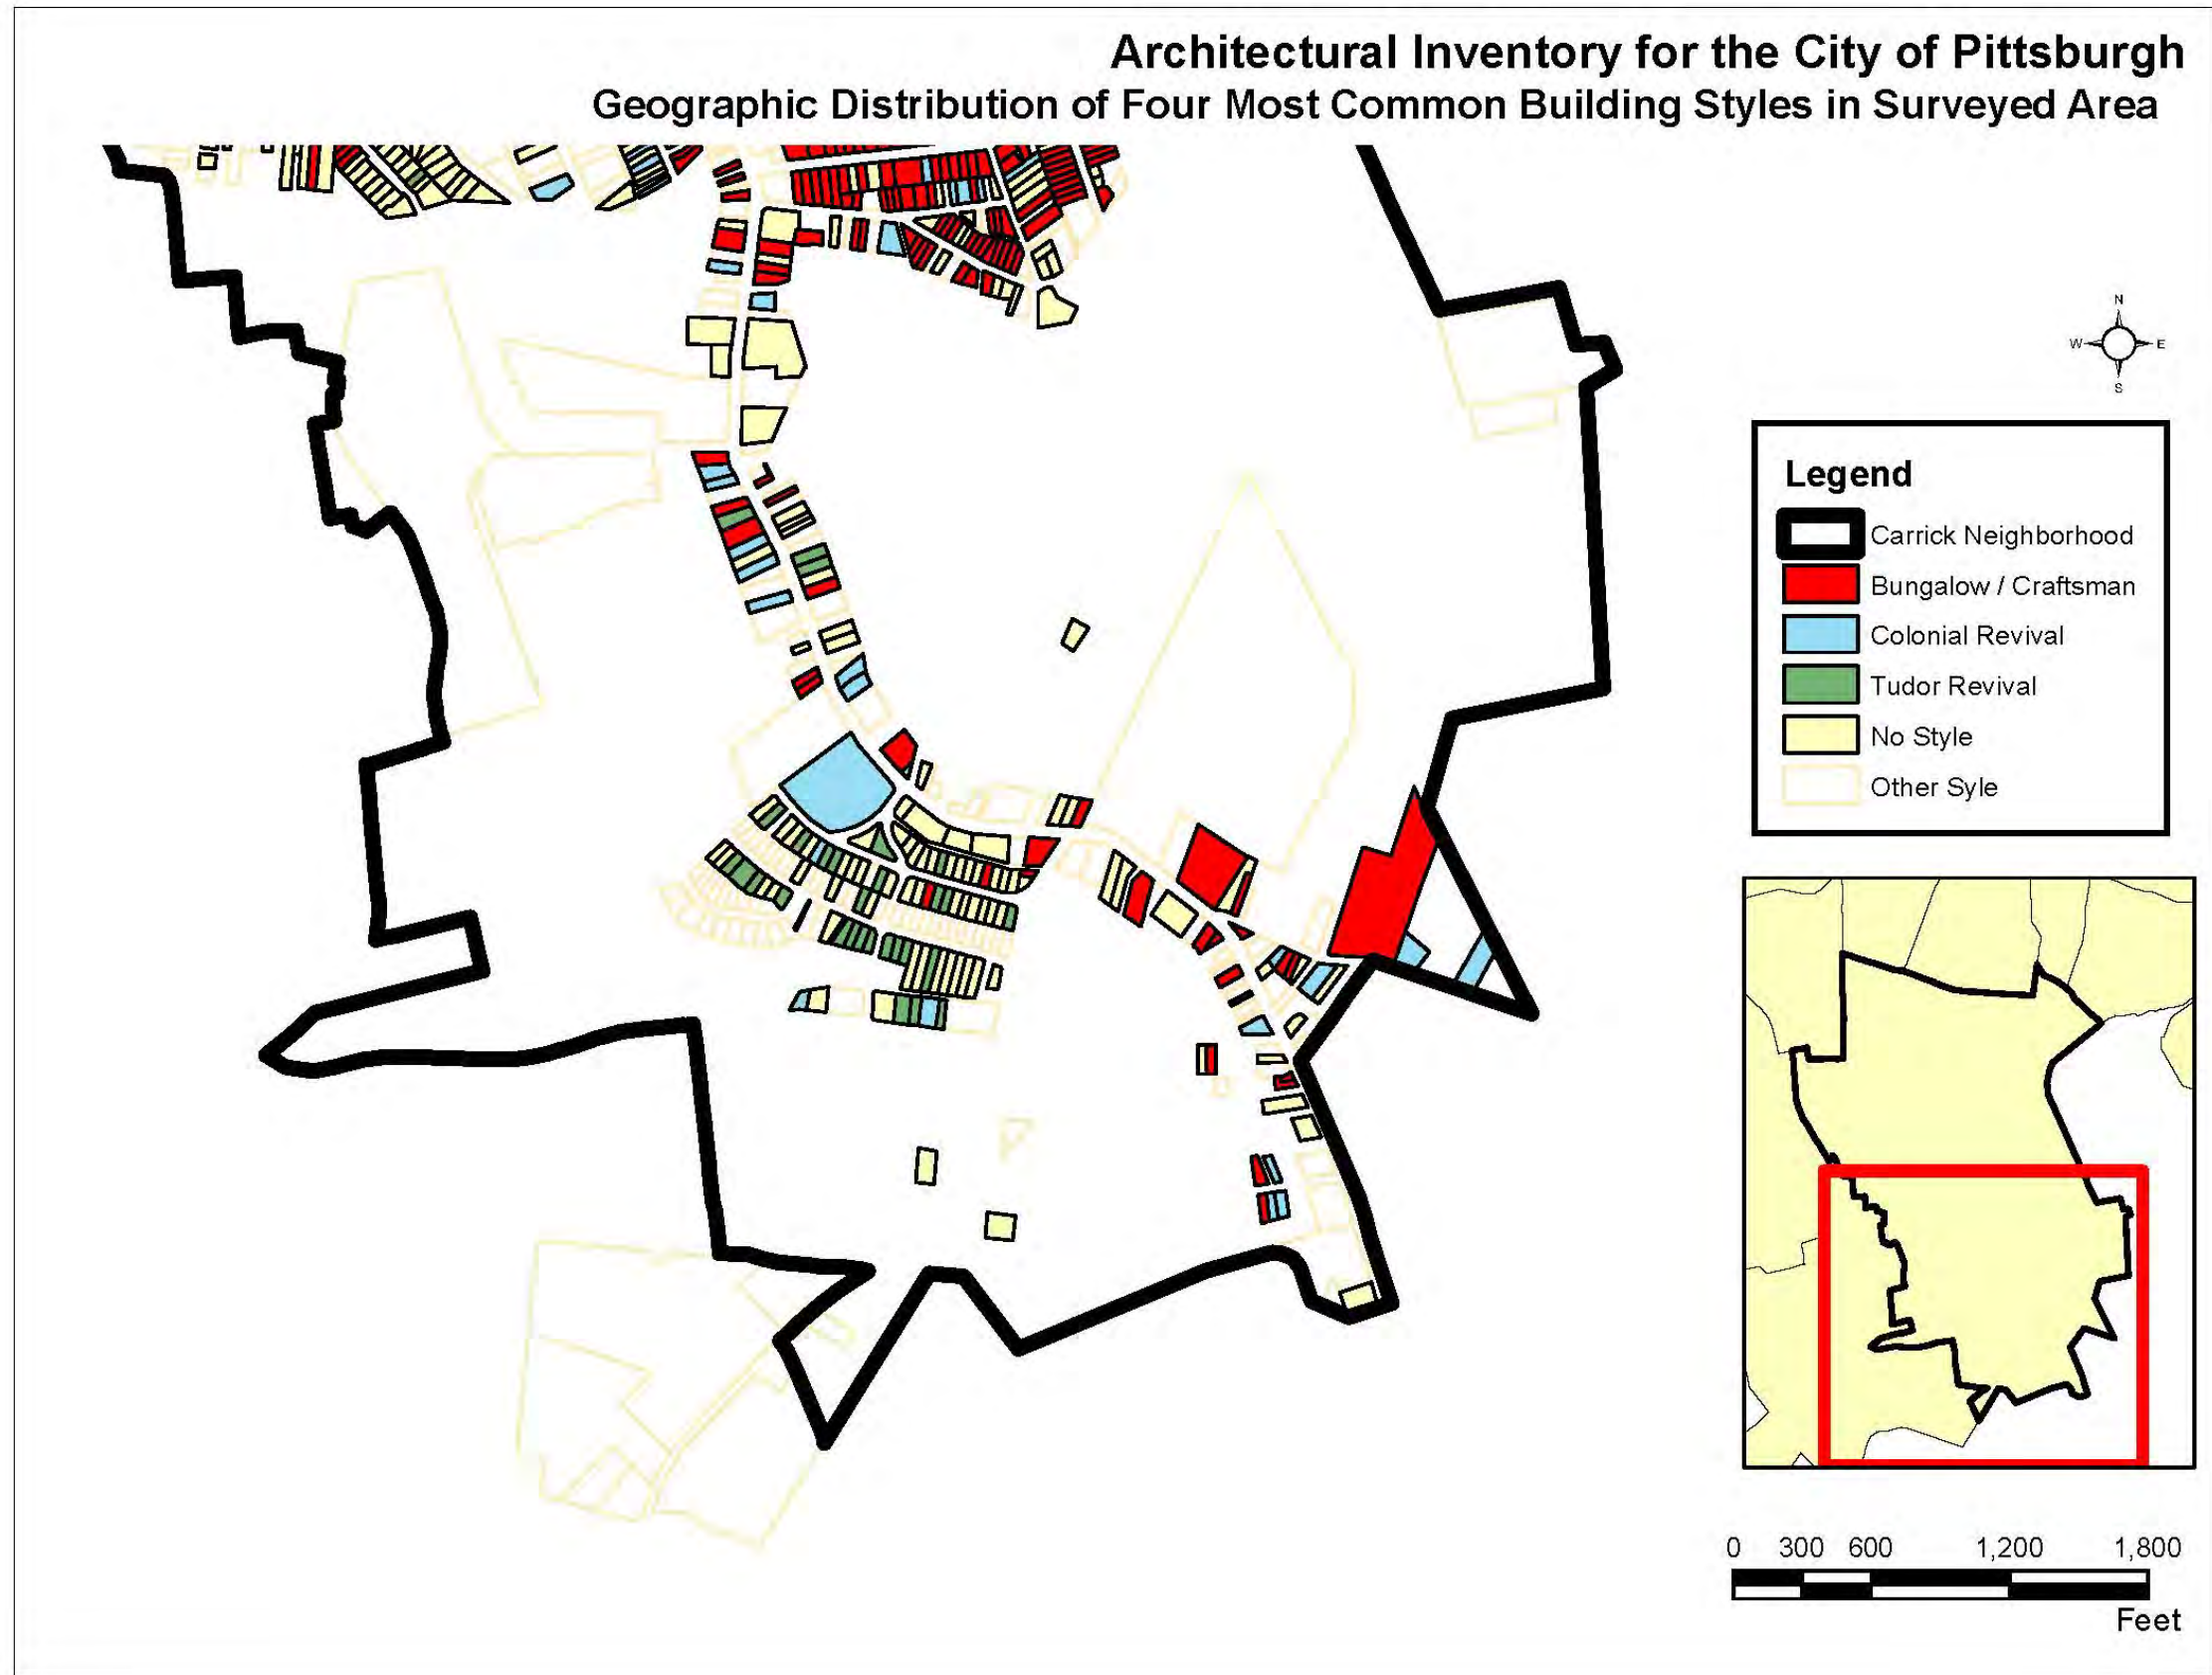 Architectural Inventory for the City of Pittsburgh
Geographic Distribution of Four Most Common Building Styles in Surveyed Area
N
W E
S
Legend
Carrick Neighborhood
Bungalow / Craftsman
Colonial Revival
Tudor Revival
No Style
Other Syle
0 300 600 1,200 1,800
Feet